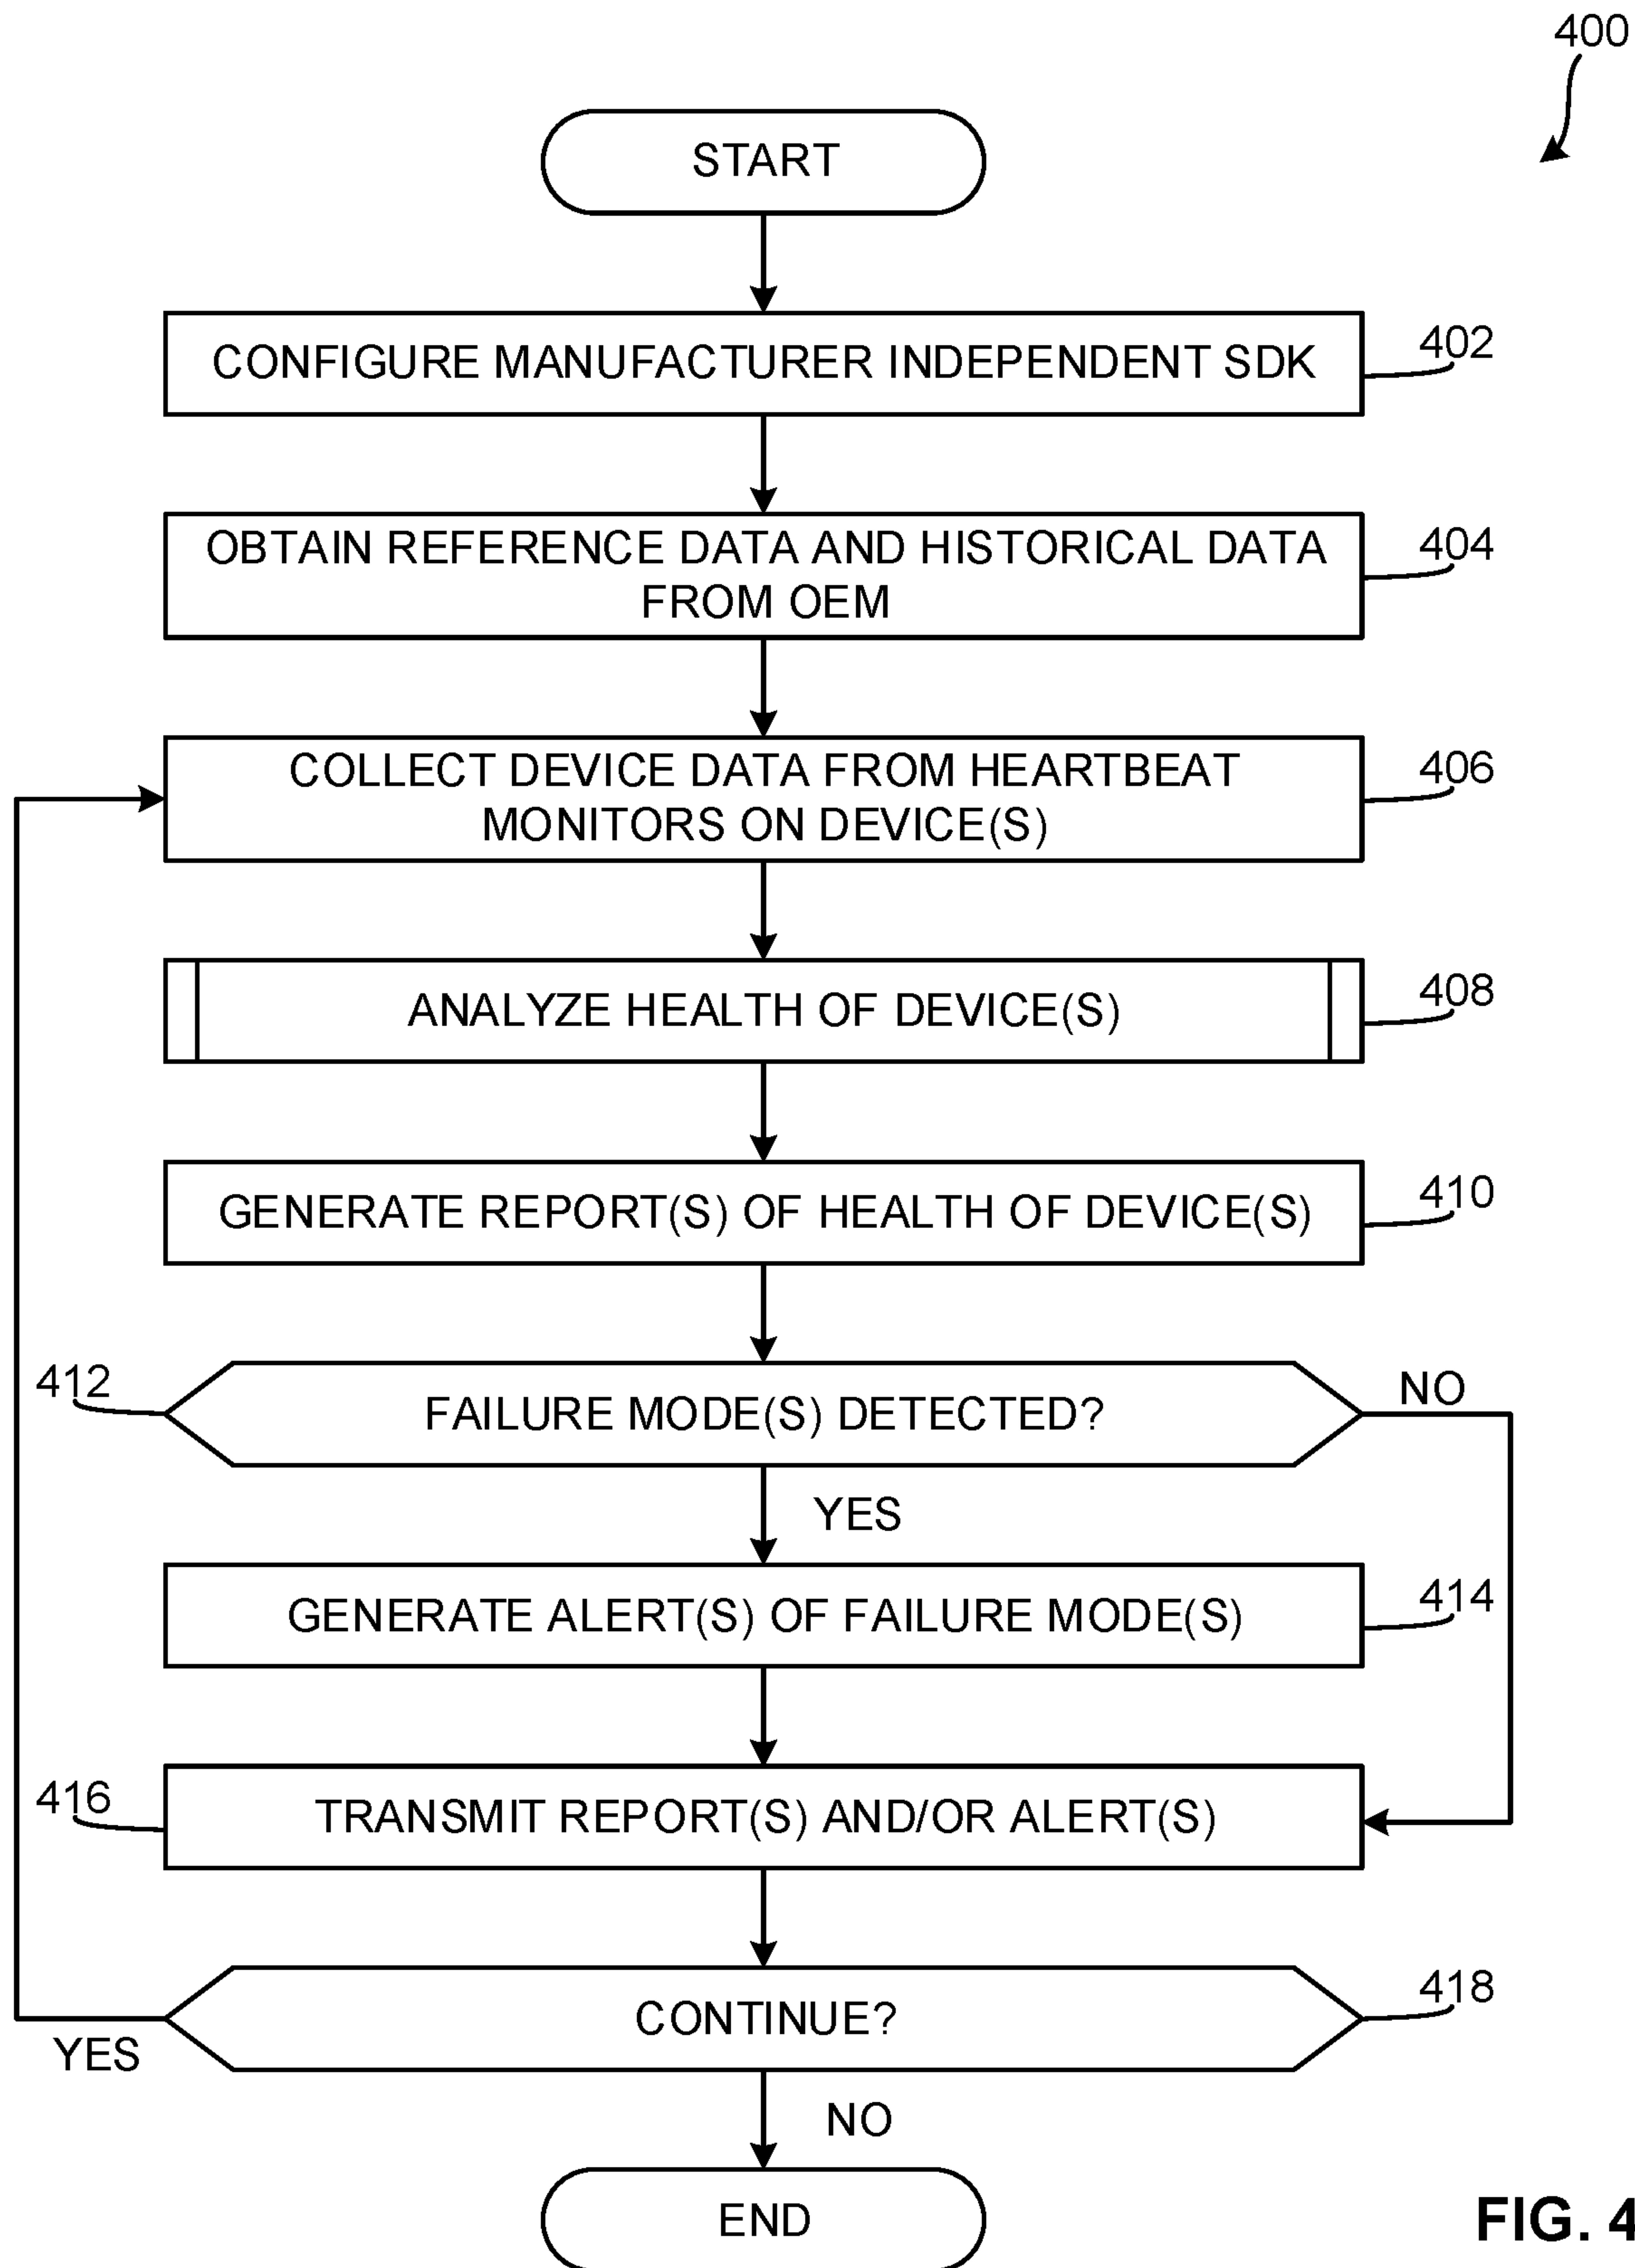 400
START
CONFIGURE MANUFACTURER INDEPENDENT SDK
402
OBTAIN REFERENCE DATA AND HISTORICAL DATA
FROM OEM
404
COLLECT DEVICE DATA FROM HEARTBEAT
MONITORS ON DEVICE(S)
406
ANALYZE HEALTH OF DEVICE(S)
408
GENERATE REPORT(S) OF HEALTH OF DEVICE(S)
410
412
FAILURE MODE(S) DETECTED?
NO
YES
GENERATE ALERT(S) OF FAILURE MODE(S)
414
416
TRANSMIT REPORT(S) AND/OR ALERT(S)
CONTINUE?
418
YES
NO
END
FIG. 4